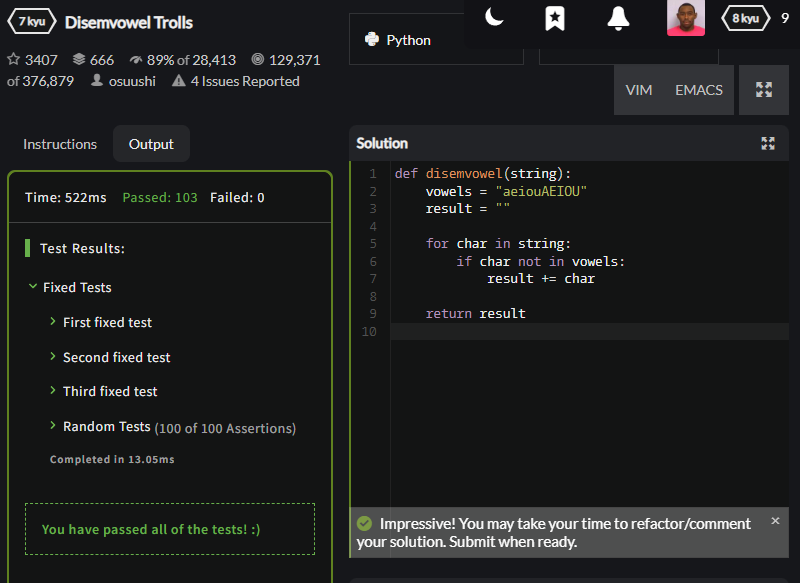 7 kyu Disemvowel Trolls
3407 666 89% of 28,413 129,371
of 376,879 osuushi 4 Issues Reported
Python
8 kyu 9
VIM EMACS
Instructions Output
Time: 522ms Passed: 103 Failed: 0
Test Results:
Fixed Tests
First fixed test
Second fixed test
Third fixed test
Random Tests (100 of 100 Assertions)
Completed in 13.05ms
You have passed all of the tests! :)
Solution
1 def disemvowel(string):
2     vowels = "aeiouAEIOU"
3     result = ""
4
5     for char in string:
6         if char not in vowels:
7             result += char
8
9     return result
10
Impressive! You may take your time to refactor/comment
your solution. Submit when ready.